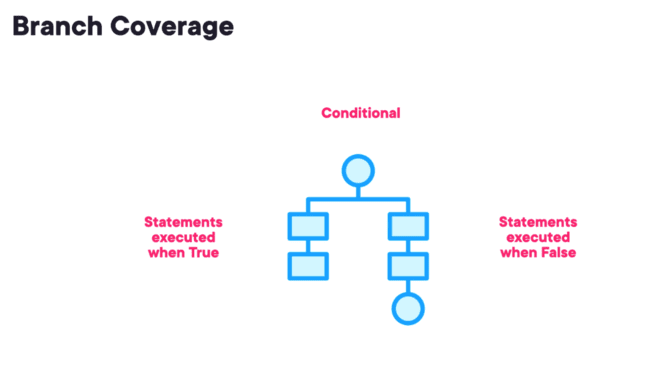 Branch Coverage
Conditional
Statements
executed
when True
Statements
executed
when False